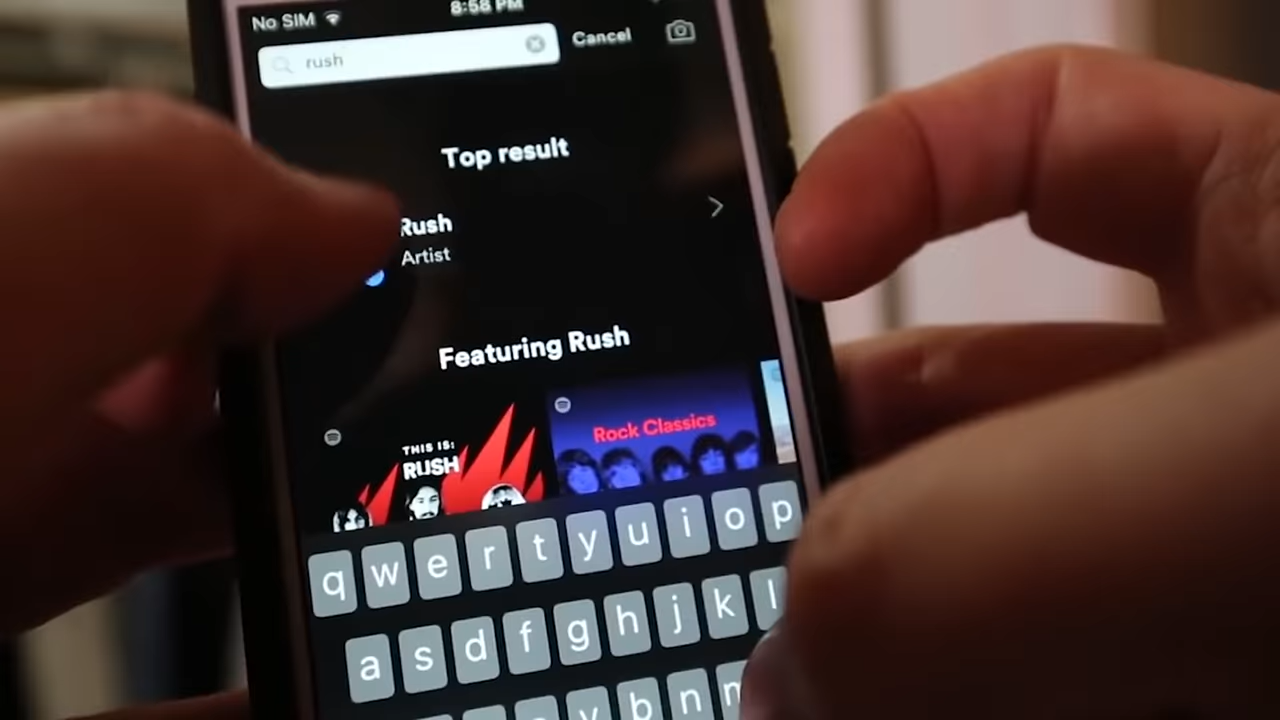 No SIM 8:58 PM
rush Cancel
Top result
Rush
Artist
Featuring Rush
THIS IS:
RUSH
Rock Classics
q w e r t y u i o p
a s d f g h j k l
b n m